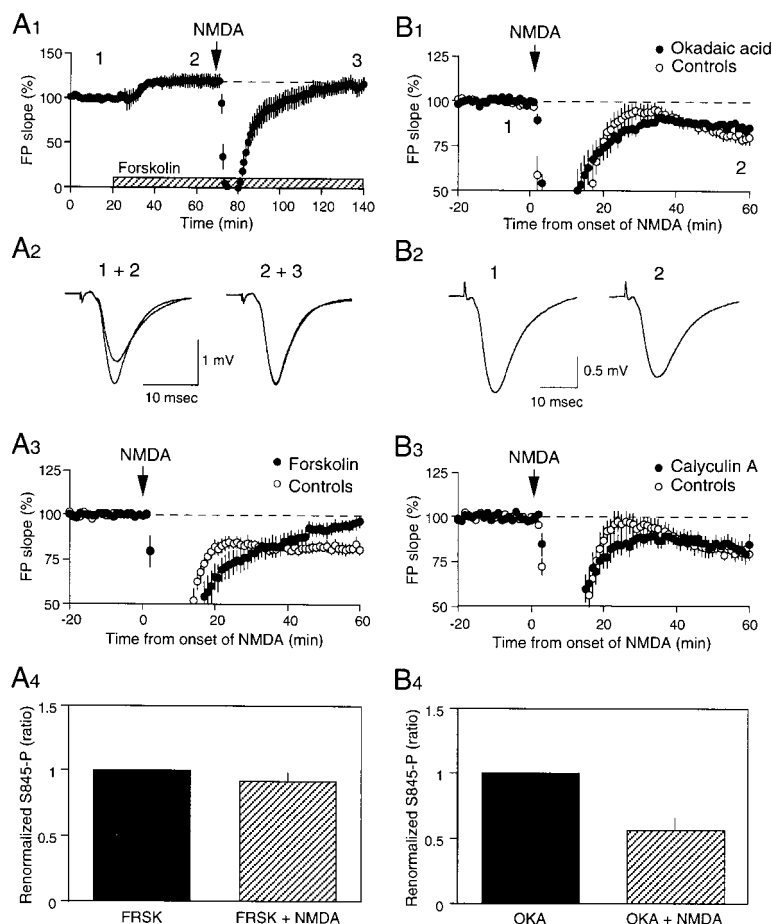 A1
NMDA
1
2
3
150
100
50
0
FP slope (%)
Forskolin
0 20 40 60 80 100 120 140
Time (min)
B1
NMDA
Okadaic acid
Controls
125
100
75
50
FP slope (%)
1
2
-20 0 20 40 60
Time from onset of NMDA (min)
A2
1 + 2
2 + 3
1 mV
10 msec
B2
1
2
0.5 mV
10 msec
A3
NMDA
Forskolin
Controls
125
100
75
50
FP slope (%)
-20 0 20 40 60
Time from onset of NMDA (min)
B3
NMDA
Calyculin A
Controls
125
100
75
50
FP slope (%)
-20 0 20 40 60
Time from onset of NMDA (min)
A4
1.5
1
0.5
0
Renormalized S845-P (ratio)
FRSK
FRSK + NMDA
B4
1.5
1
0.5
0
Renormalized S845-P (ratio)
OKA
OKA + NMDA